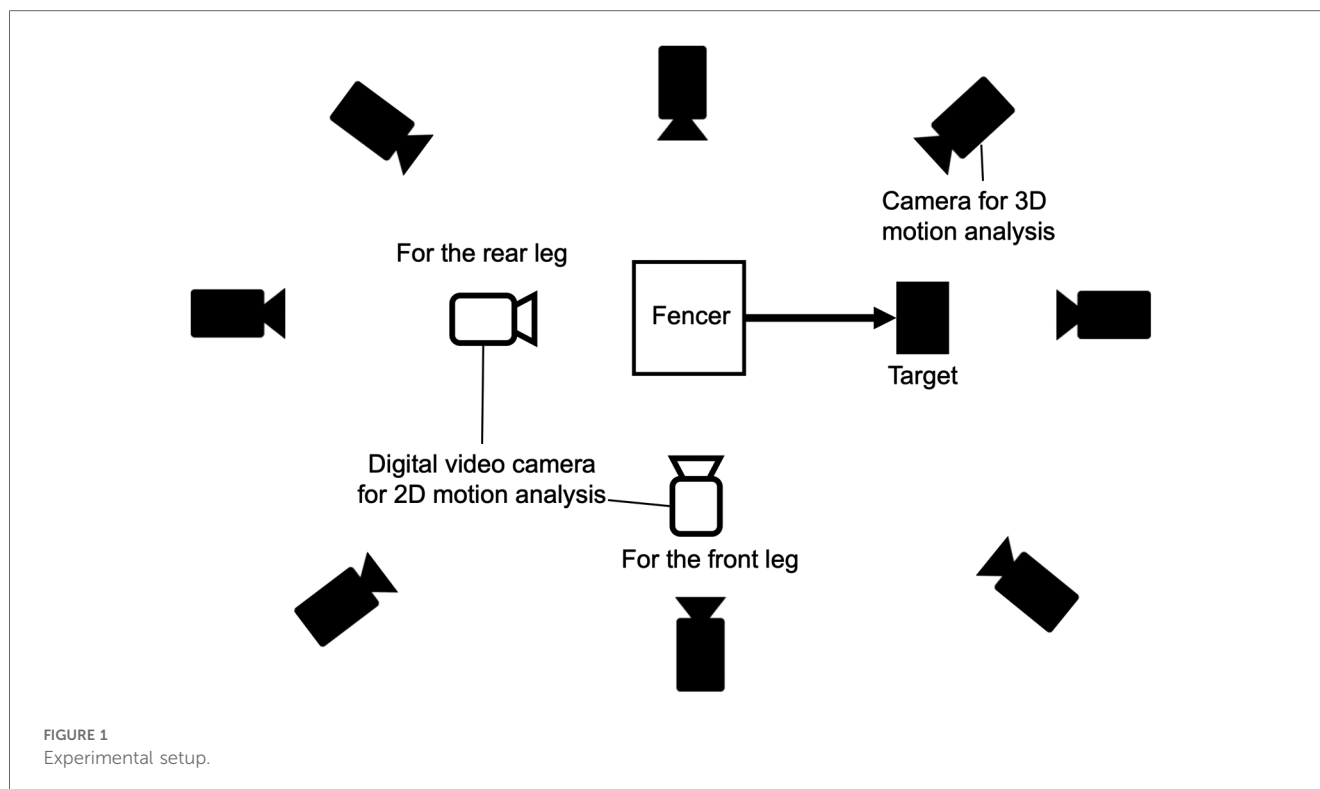 Camera for 3D
motion analysis
For the rear leg
Fencer
Target
Digital video camera
for 2D motion analysis
For the front leg
FIGURE 1
Experimental setup.